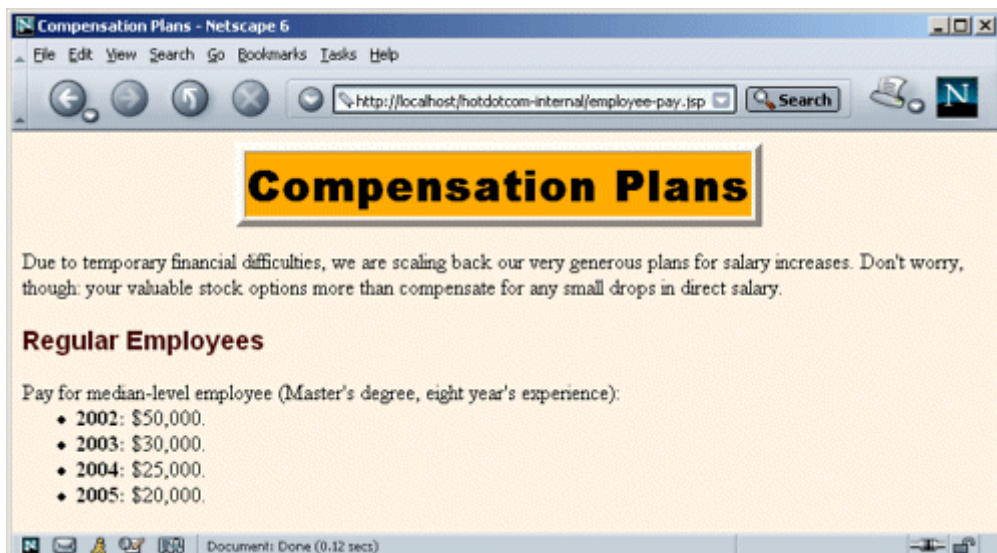 Compensation Plans - Netscape 6
File Edit View Search Go Bookmarks Tasks Help
http://localhost/hotdotcom-internal/employee-pay.jsp Search N
Compensation Plans
Due to temporary financial difficulties, we are scaling back our very generous plans for salary increases. Don't worry,
though: your valuable stock options more than compensate for any small drops in direct salary.
Regular Employees
Pay for median-level employee (Master's degree, eight year's experience):
• 2002: $50,000.
• 2003: $30,000.
• 2004: $25,000.
• 2005: $20,000.
Document: Done (0.12 secs)